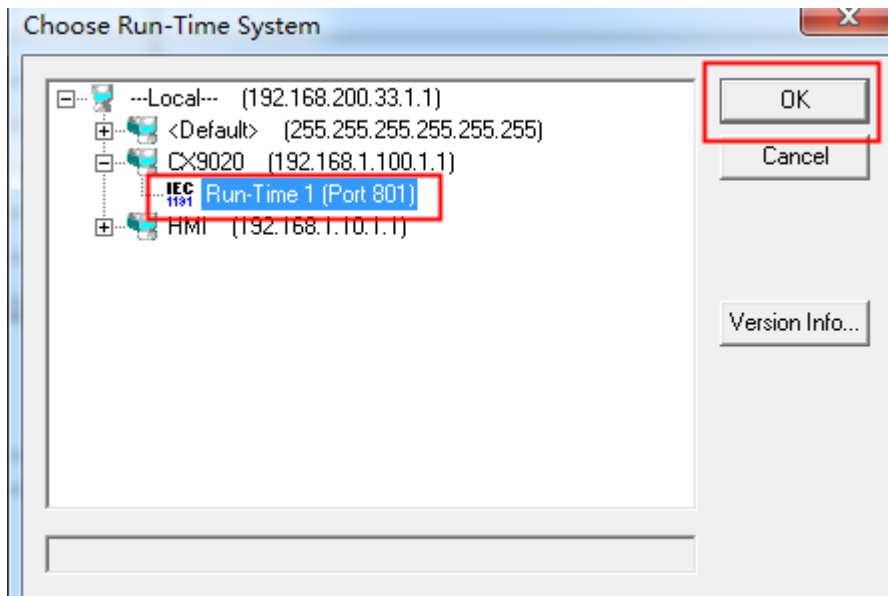 Choose Run-Time System
---Local--- (192.168.200.33.1.1)
<Default> (255.255.255.255.255.255)
CX9020 (192.168.1.100.1.1)
IEC 1131 Run-Time 1 (Port 801)
HMI (192.168.1.10.1.1)
OK
Cancel
Version Info...